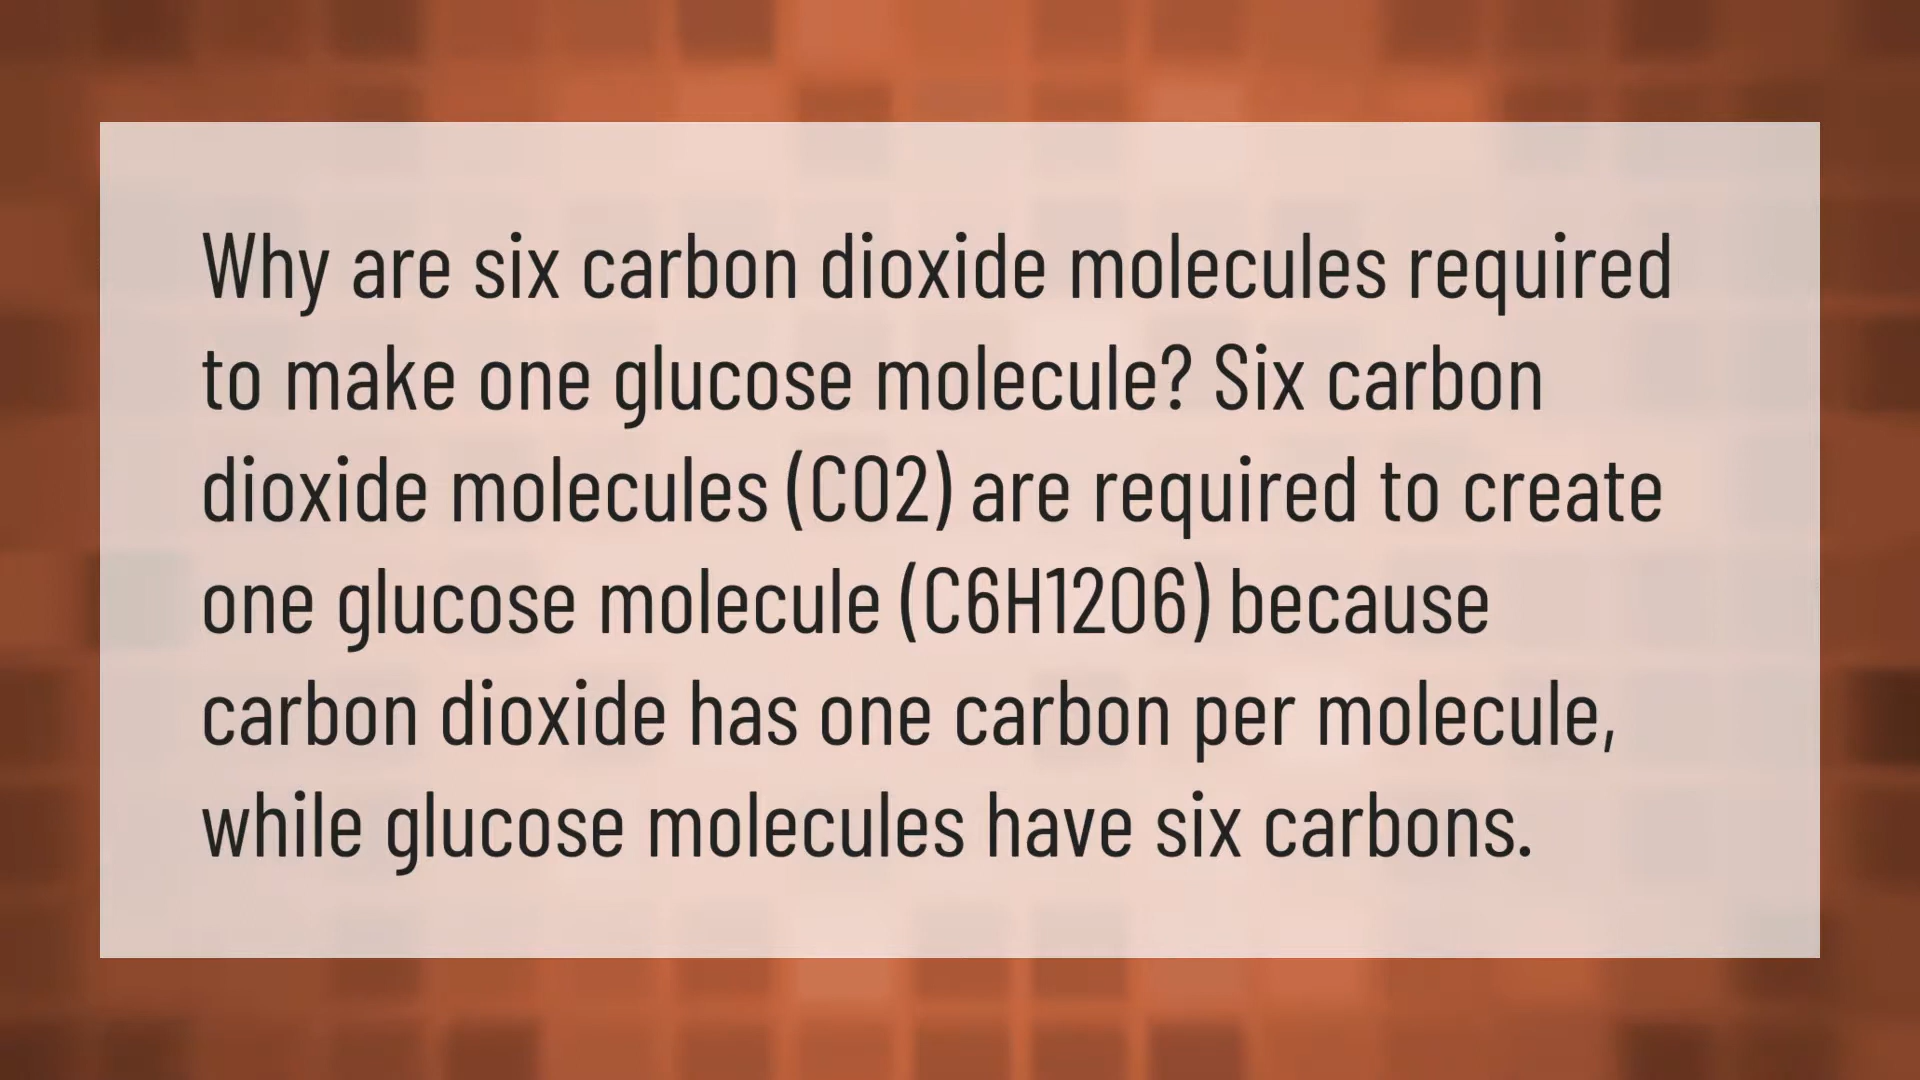 Why are six carbon dioxide molecules required
to make one glucose molecule? Six carbon
dioxide molecules (CO2) are required to create
one glucose molecule (C6H12O6) because
carbon dioxide has one carbon per molecule,
while glucose molecules have six carbons.